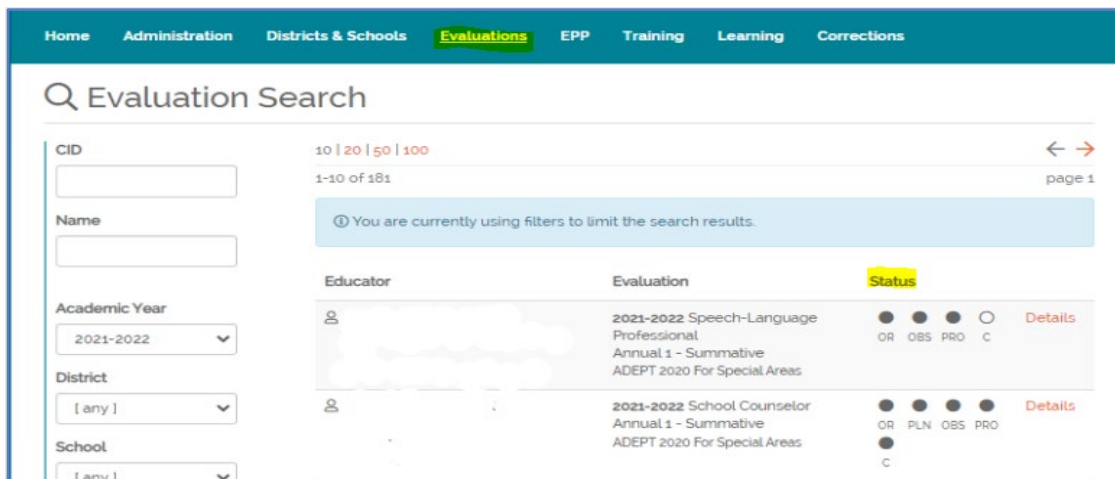 Home Administration Districts & Schools Evaluations EPP Training Learning Corrections
Evaluation Search
CID
10 | 20 | 50 | 100
1-10 of 181 page 1
Name
You are currently using filters to limit the search results.
Educator Evaluation Status
Academic Year
2021-2022
District
[ any ]
School
[ any ]
2021-2022 Speech-Language
Professional
Annual 1 - Summative
ADEPT 2020 For Special Areas
OR OBS PRO C
Details
2021-2022 School Counselor
Annual 1 - Summative
ADEPT 2020 For Special Areas
OR PLN OBS PRO
C
Details